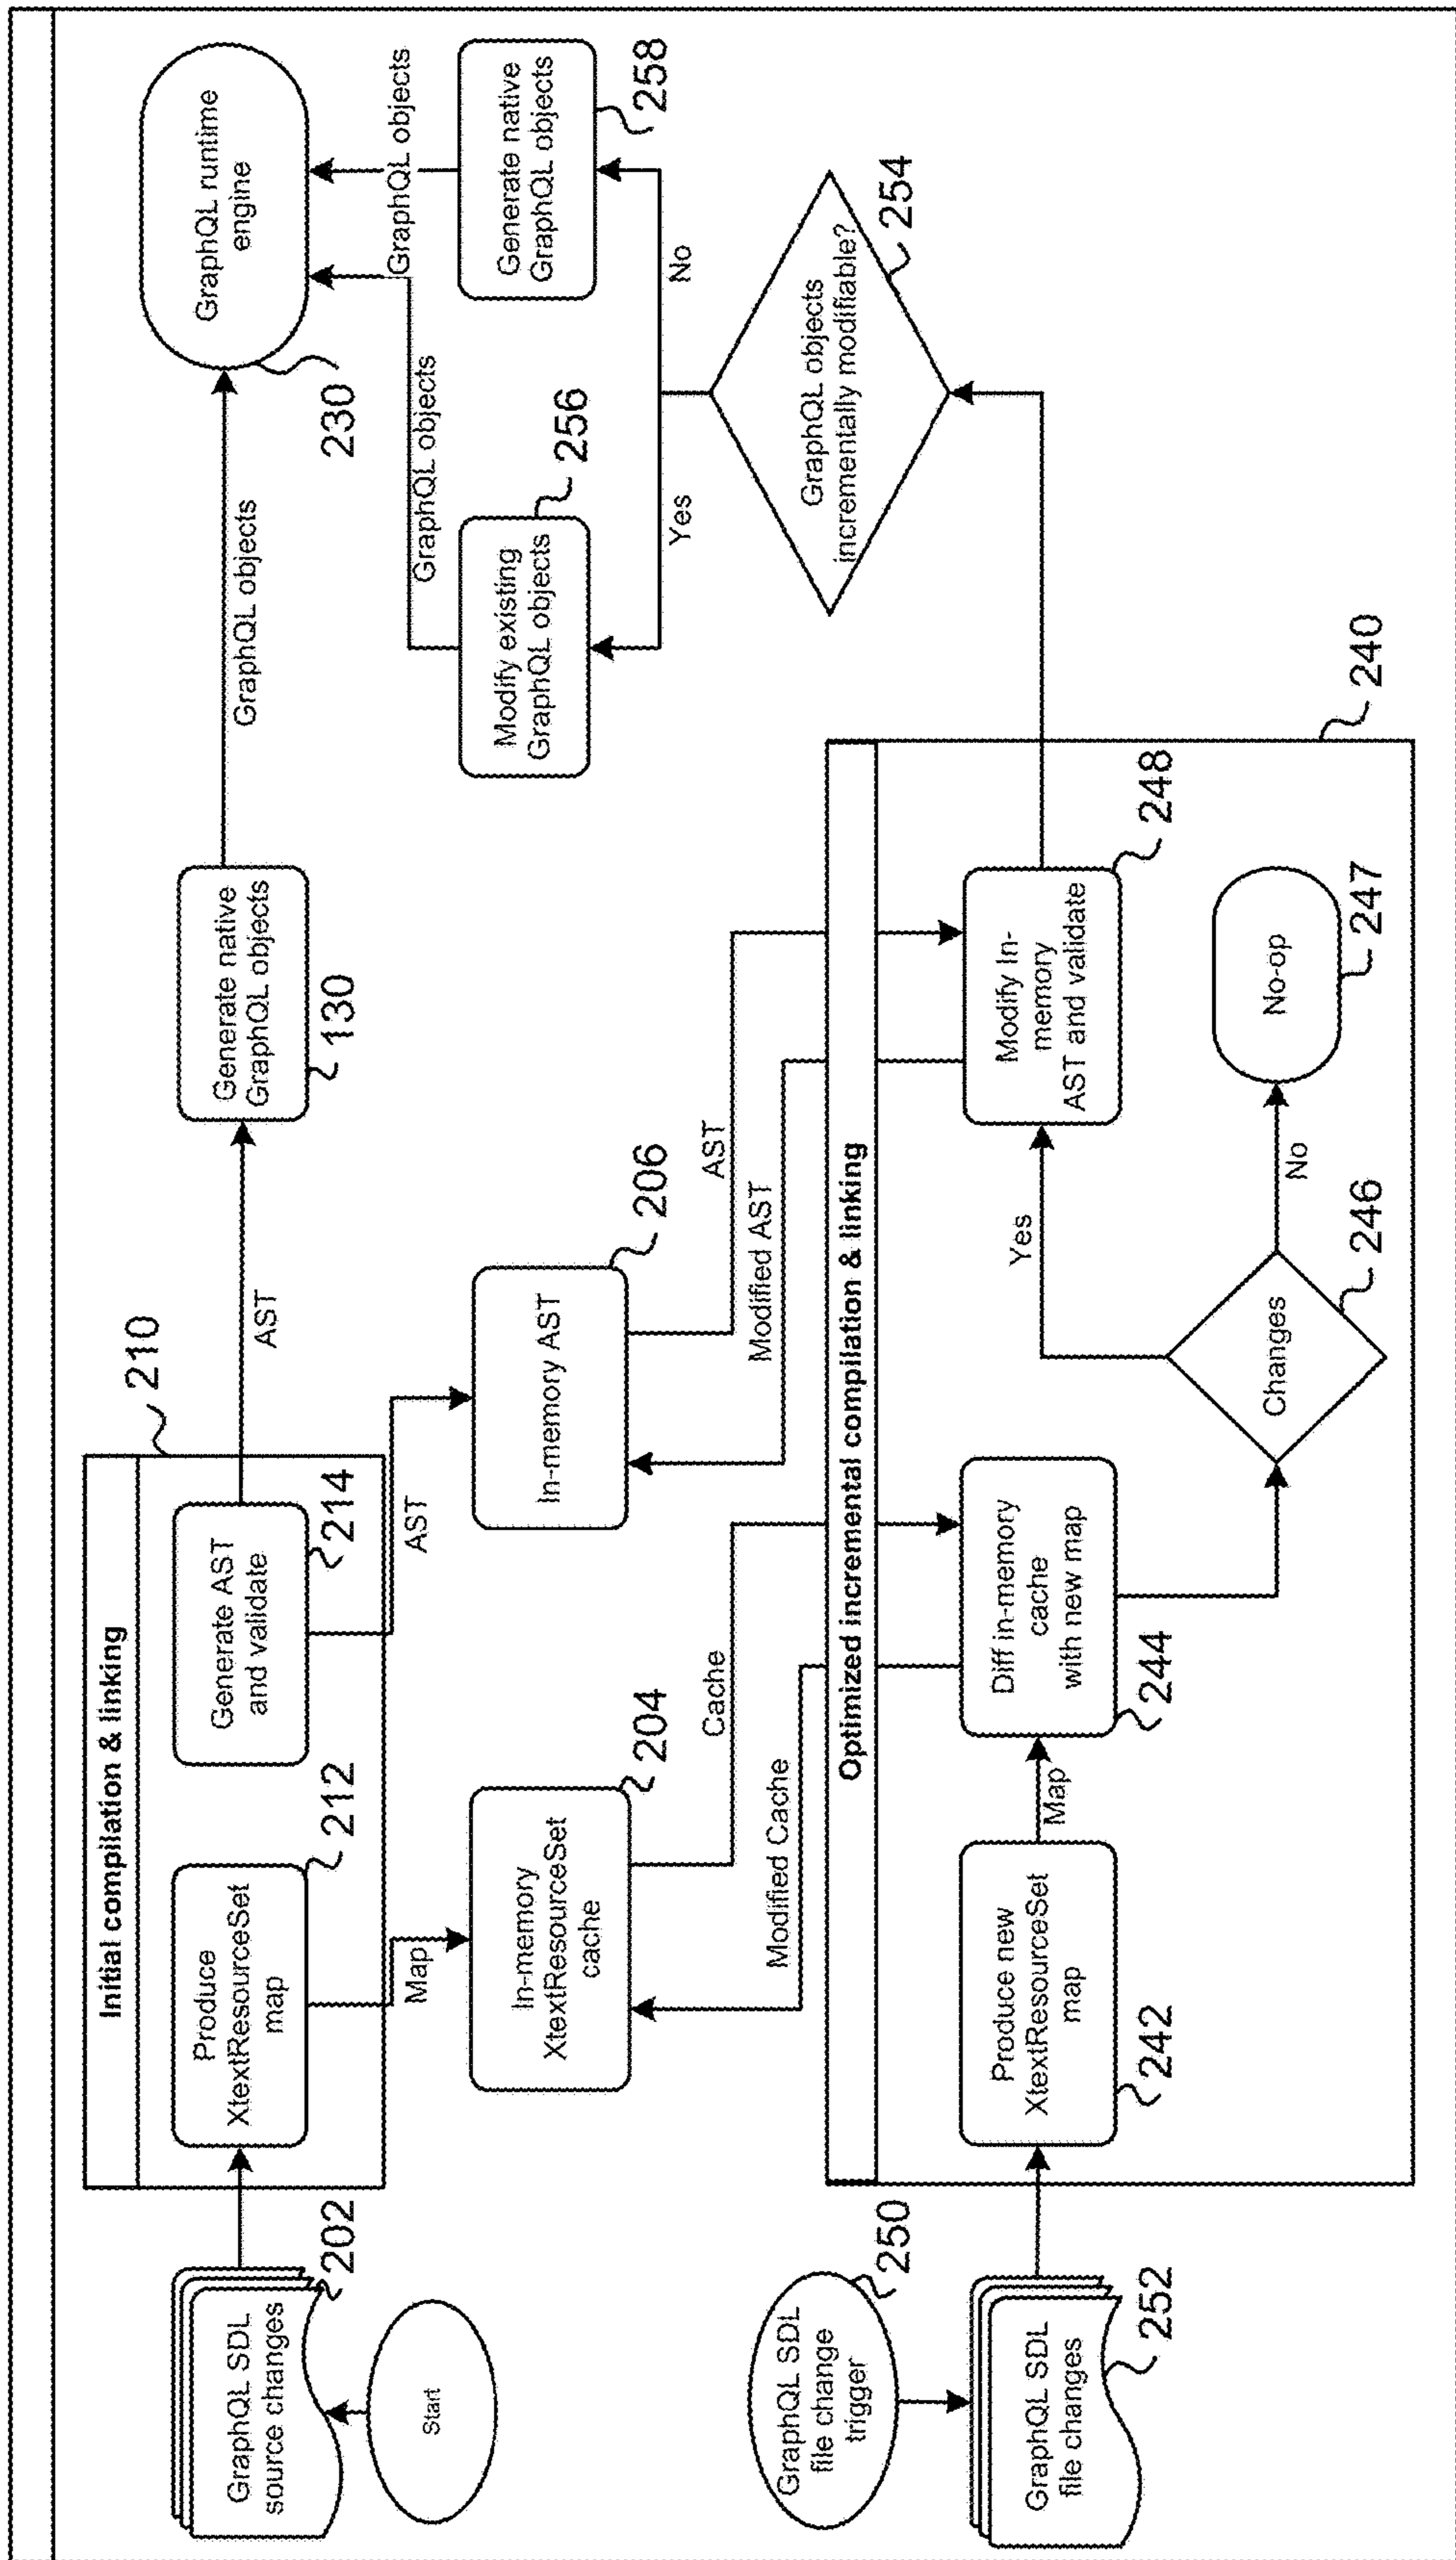 Initial compilation & linking
210
Start
GraphQL SDL
source changes
202
Produce
XtextResourceSet
map
212
Generate AST
and validate
214
AST
Generate native
GraphQL objects
130
GraphQL objects
GraphQL runtime
engine
230
Map
AST
In-memory
XtextResourceSet
cache
204
In-memory AST
206
Cache
Modified Cache
AST
Modified AST
Modify existing
GraphQL objects
256
GraphQL objects
Generate native
GraphQL objects
258
GraphQL objects
Yes
No
GraphQL objects
incrementally modifiable?
254
GraphQL SDL
file change
trigger
250
GraphQL SDL
file changes
252
Optimized incremental compilation & linking
240
Produce new
XtextResourceSet
map
242
Map
Diff in-memory
cache
with new map
244
Changes
246
Yes
No
Modify In-
memory
AST and validate
248
No-op
247